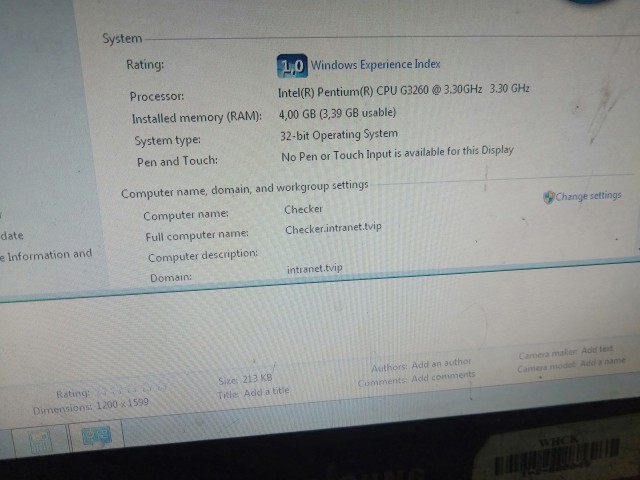 System
Rating: 1,0 Windows Experience Index
Processor: Intel(R) Pentium(R) CPU G3260 @ 3.30GHz 3.30 GHz
Installed memory (RAM): 4,00 GB (3,39 GB usable)
System type: 32-bit Operating System
Pen and Touch: No Pen or Touch Input is available for this Display
Computer name, domain, and workgroup settings
Computer name: Checker
Change settings
Full computer name: Checker.intranet.tvip
Computer description:
Domain: intranet.tvip
date
e Information and
Rating:
Dimensions: 1200 x 1599
Size: 213 KB
Title: Add a title
Authors: Add an author
Comments: Add comments
Camera maker: Add text
Camera model: Add a name
WHCK